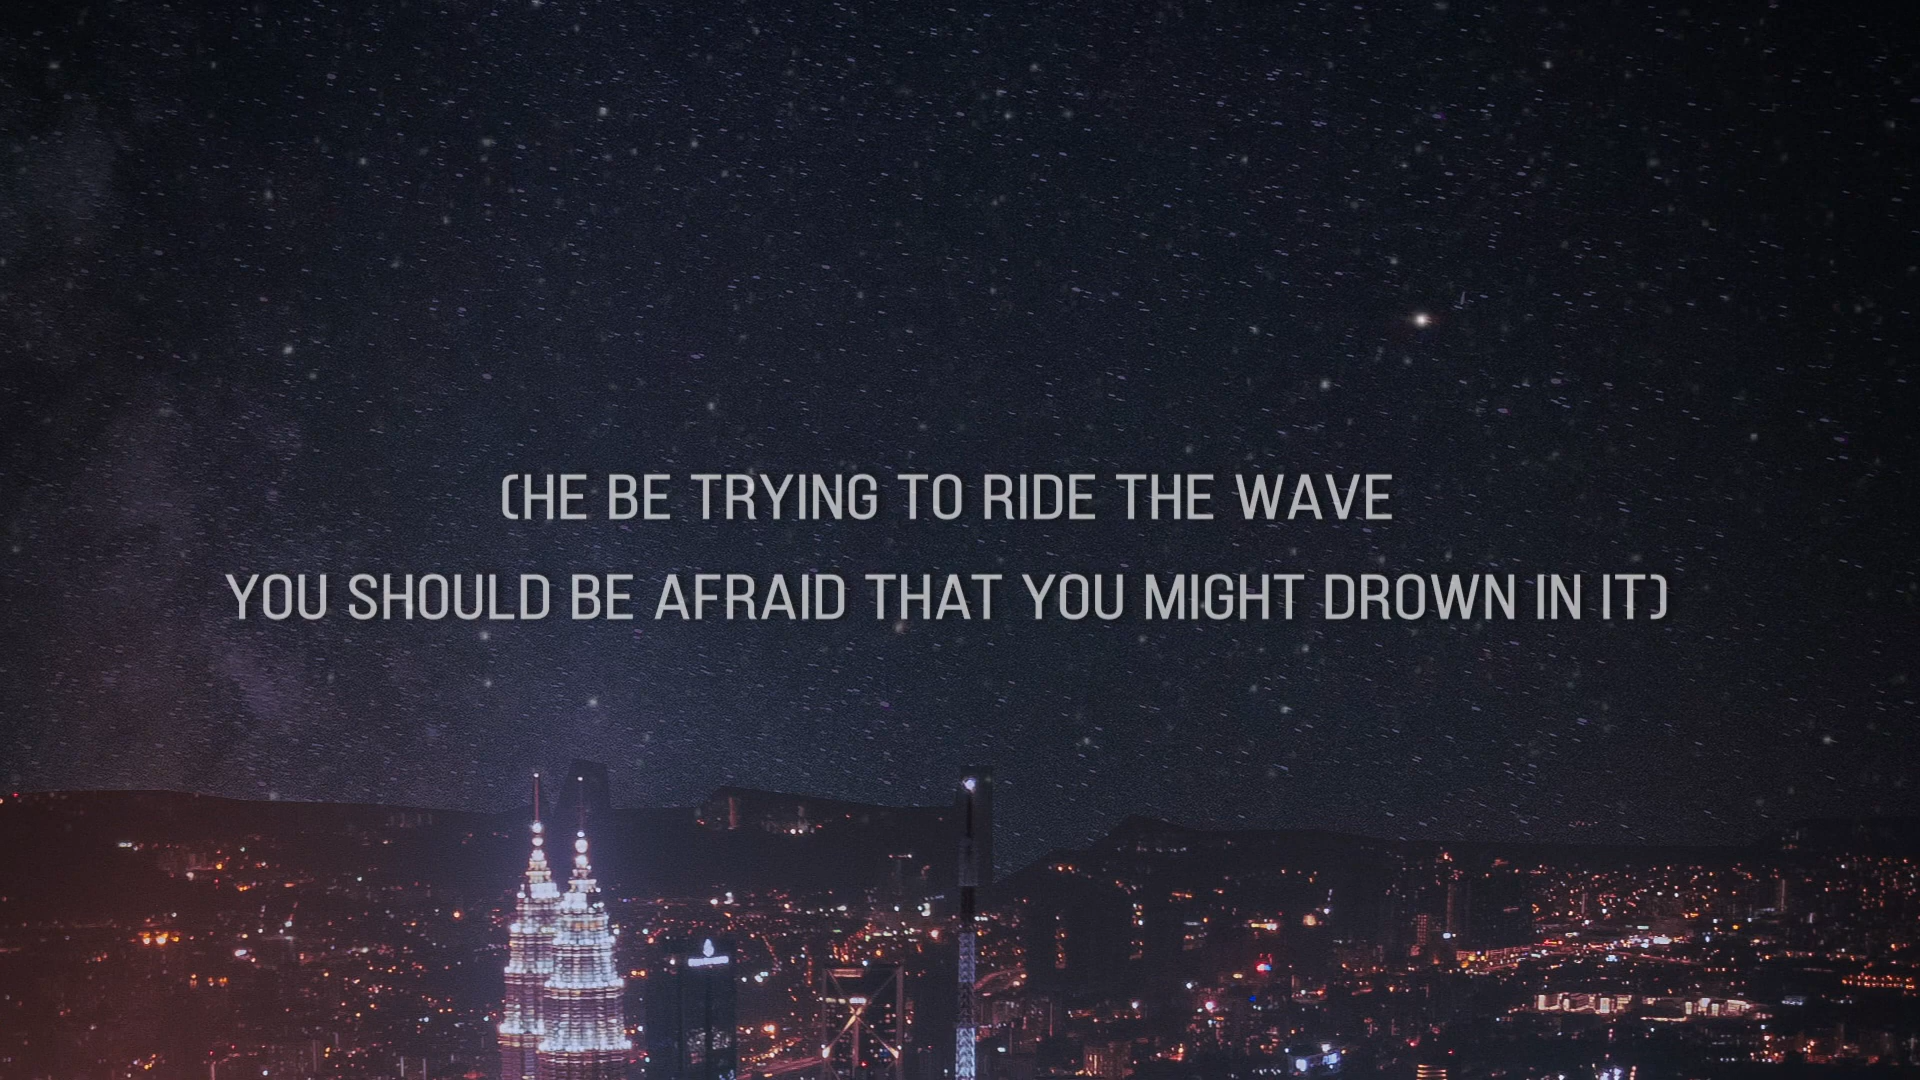 (HE BE TRYING TO RIDE THE WAVE
YOU SHOULD BE AFRAID THAT YOU MIGHT DROWN IN IT)